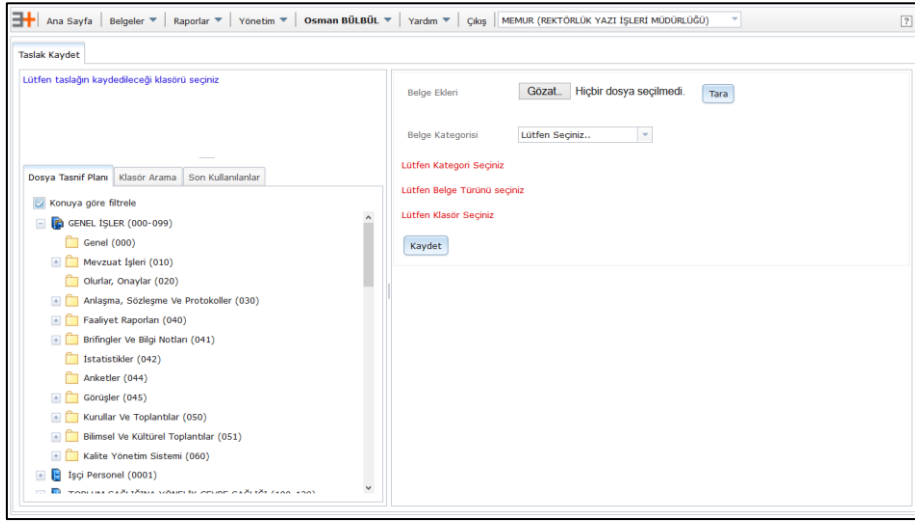 Ana Sayfa Belgeler Raporlar Yönetim Osman BÜLBÜL Yardım Çıkış MEMUR (REKTÖRLÜK YAZI İŞLERİ MÜDÜRLÜĞÜ) ?
Taslak Kaydet
Lütfen taslağın kaydedileceği klasörü seçiniz
Dosya Tasnif Planı Klasör Arama Son Kullanılanlar
Konuya göre filtrele
GENEL İŞLER (000-099)
Genel (000)
Mevzuat İşleri (010)
Olurlar, Onaylar (020)
Anlaşma, Sözleşme Ve Protokoller (030)
Faaliyet Raporları (040)
Brifingler Ve Bilgi Notları (041)
İstatistikler (042)
Anketler (044)
Görüşler (045)
Kurullar Ve Toplantılar (050)
Bilimsel Ve Kültürel Toplantılar (051)
Kalite Yönetim Sistemi (060)
İşçi Personel (0001)
Belge Ekleri Gözat.. Hiçbir dosya seçilmedi. Tara
Belge Kategorisi Lütfen Seçiniz..
Lütfen Kategori Seçiniz
Lütfen Belge Türünü seçiniz
Lütfen Klasör Seçiniz
Kaydet